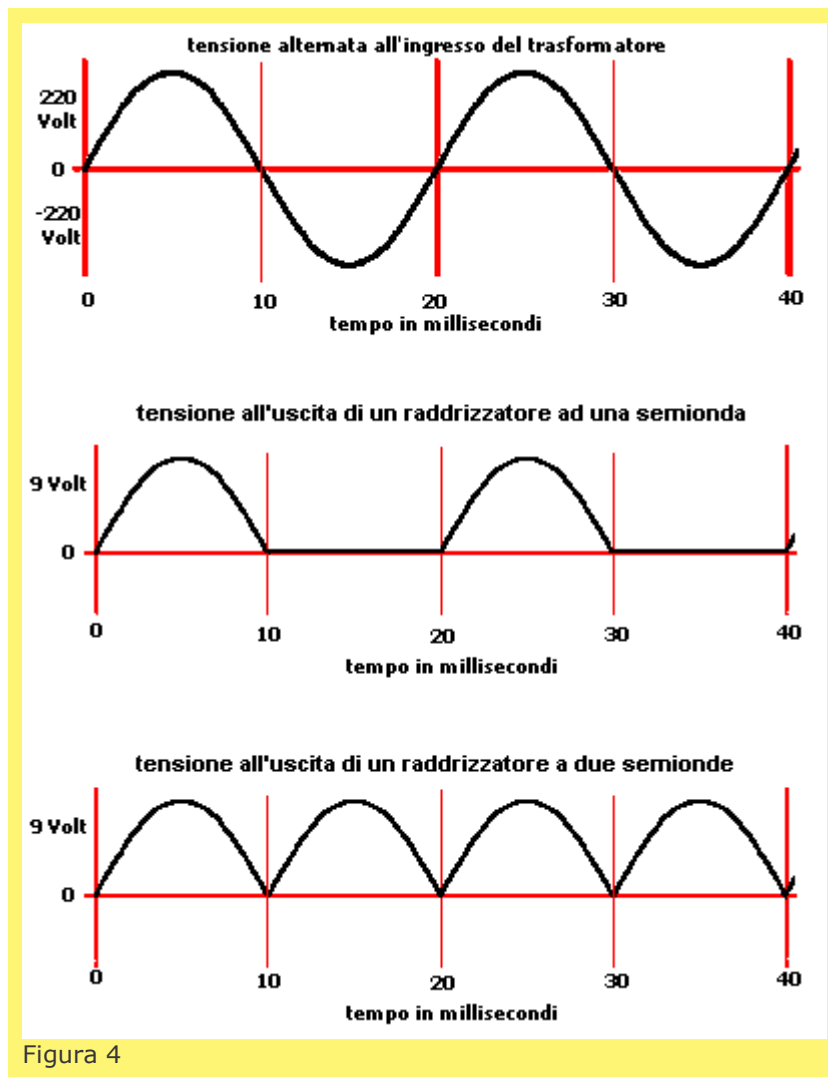 tensione alternata all'ingresso del trasformatore
220
Volt
0
-220
Volt
0 10 20 30 40
tempo in millisecondi
tensione all'uscita di un raddrizzatore ad una semionda
9 Volt
0
0 10 20 30 40
tempo in millisecondi
tensione all'uscita di un raddrizzatore a due semionde
9 Volt
0
0 10 20 30 40
tempo in millisecondi
Figura 4